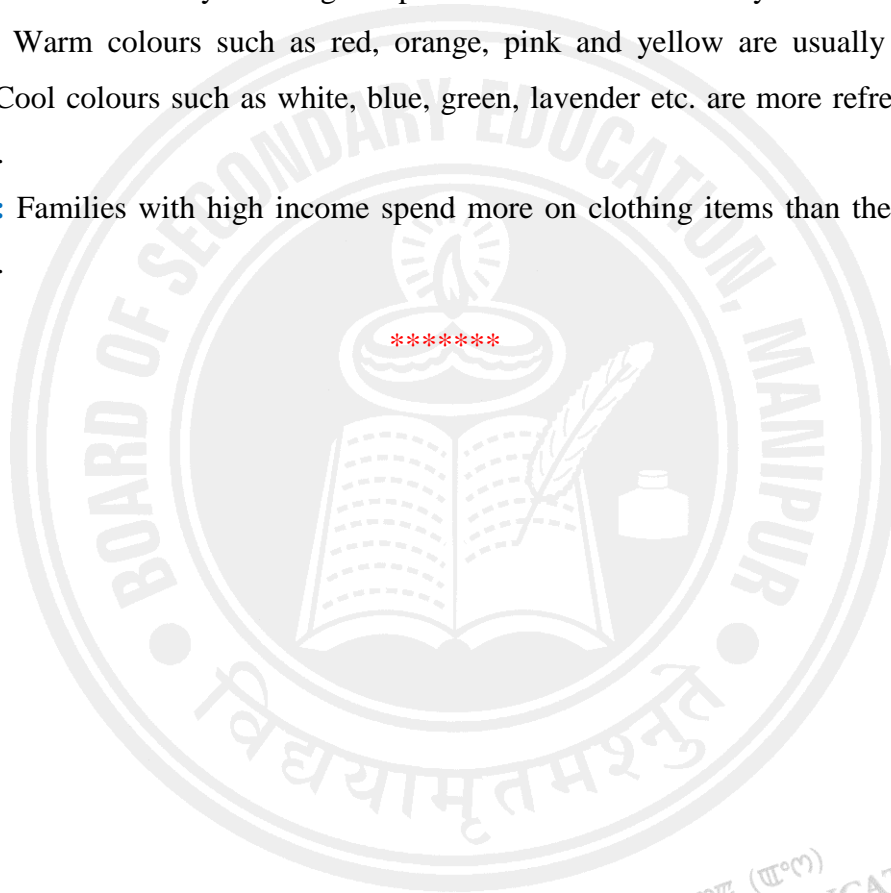 Warm colours such as red, orange, pink and yellow are usually
Cool colours such as white, blue, green, lavender etc. are more refre
.
: Families with high income spend more on clothing items than the
.
*******
BOARD OF SECONDARY EDUCATION, MANIPUR
विद्ययामृतमश्नुते